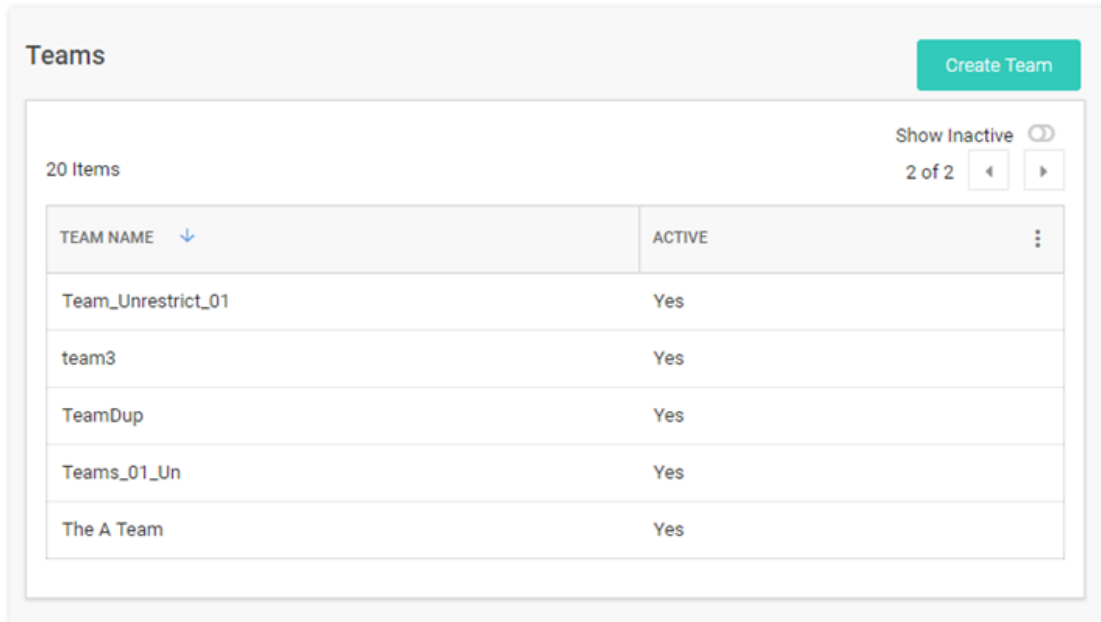 Teams
Create Team
Show Inactive
20 Items
2 of 2
TEAM NAME ACTIVE
Team_Unrestrict_01 Yes
team3 Yes
TeamDup Yes
Teams_01_Un Yes
The A Team Yes